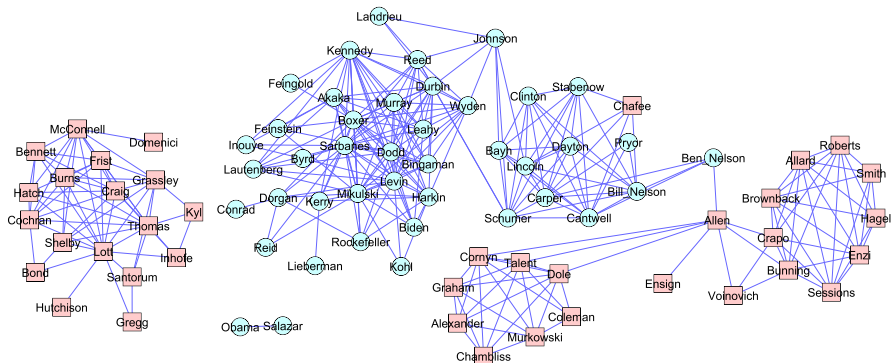 Landrieu
Johnson
Kennedy
Reed
Feingold
Durbin
Akaka
Murray
Wyden
Boxer
Feinstein
Leahy
Inouye
Sarbanes
Byrd
Dodd
Lautenberg
Bingaman
Levin
Mikulski
Harkin
Dorgan
Kerry
Conrad
Biden
Reid
Rockefeller
Lieberman
Kohl
Obama
Salazar
Clinton
Stabenow
Chafee
Bayh
Dayton
Pryor
Lincoln
Ben_Nelson
Carper
Bill_Nelson
Schumer
Cantwell
McConnell
Domenici
Bennett
Frist
Burns
Grassley
Hatch
Craig
Cochran
Thomas
Kyl
Shelby
Lott
Inhofe
Bond
Santorum
Hutchison
Gregg
Cornyn
Talent
Dole
Graham
Alexander
Coleman
Murkowski
Chambliss
Allen
Ensign
Voinovich
Roberts
Allard
Smith
Brownback
Hagel
Crapo
Enzi
Bunning
Sessions